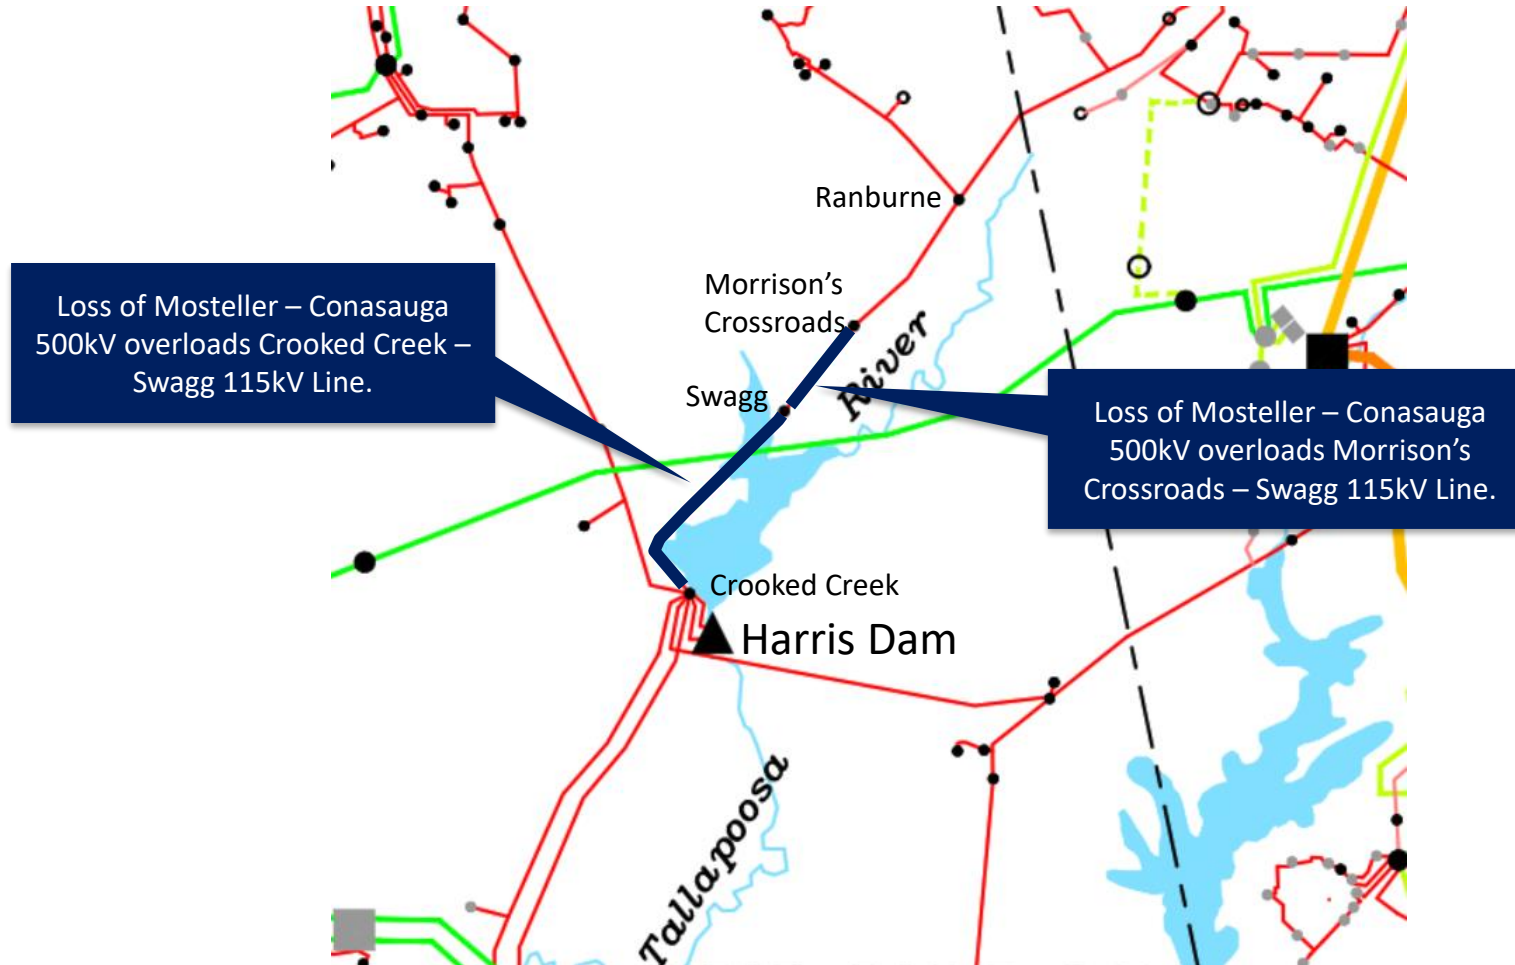 Ranburne
Morrison's
Crossroads
Loss of Mosteller – Conasauga
500kV overloads Crooked Creek –
Swagg 115kV Line.
Swagg
River
Loss of Mosteller – Conasauga
500kV overloads Morrison's
Crossroads – Swagg 115kV Line.
Crooked Creek
Harris Dam
Tallapoosa